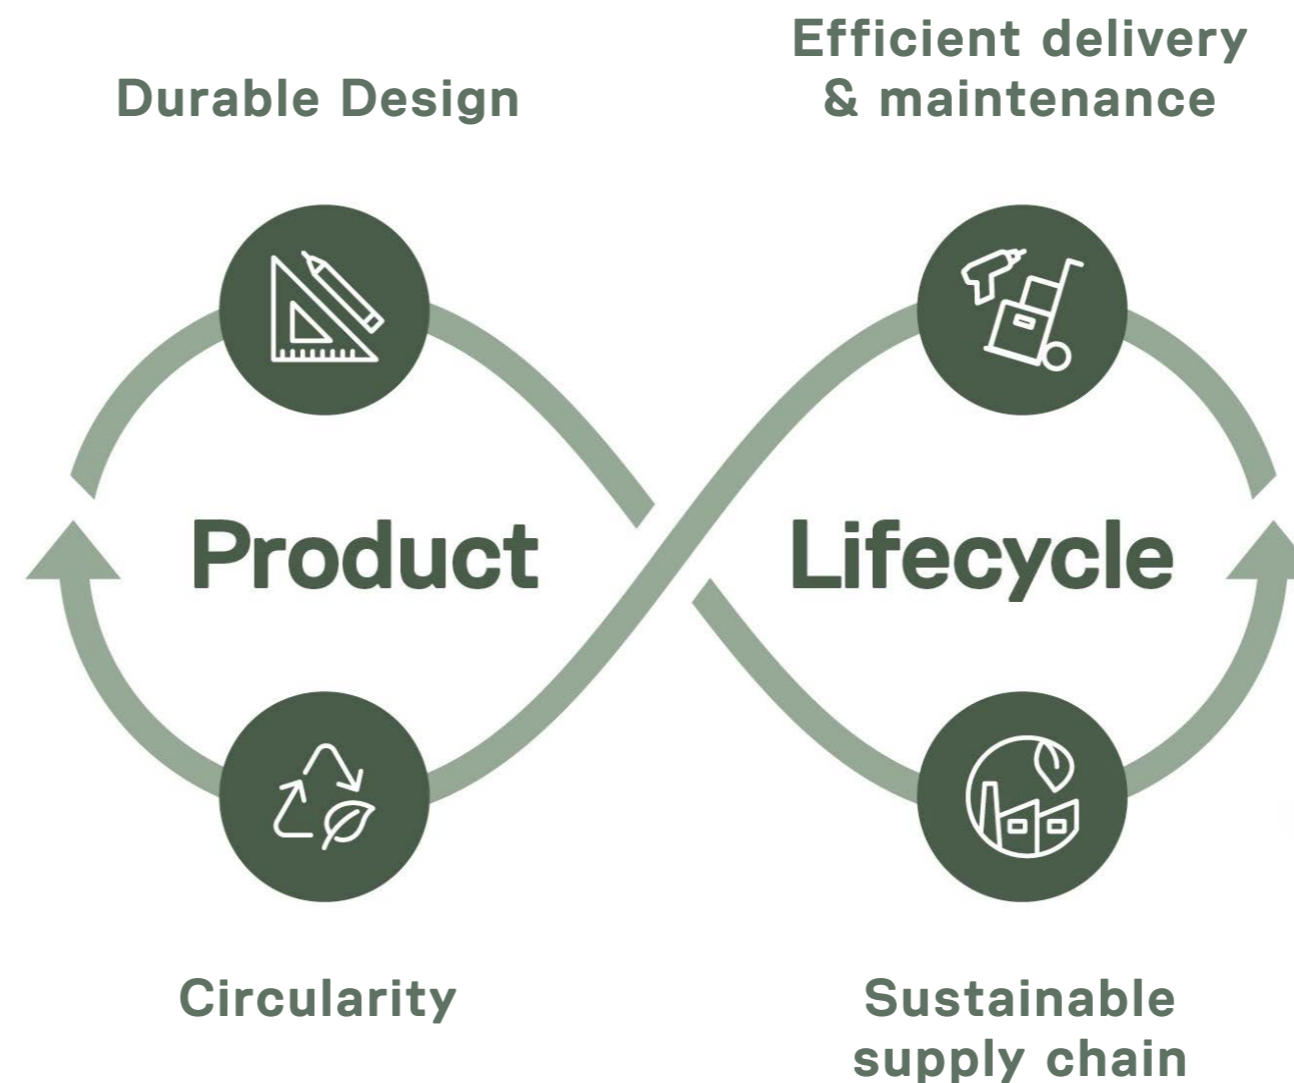 Efficient delivery
Durable Design
& maintenance
Product
Lifecycle
Circularity
Sustainable
supply chain